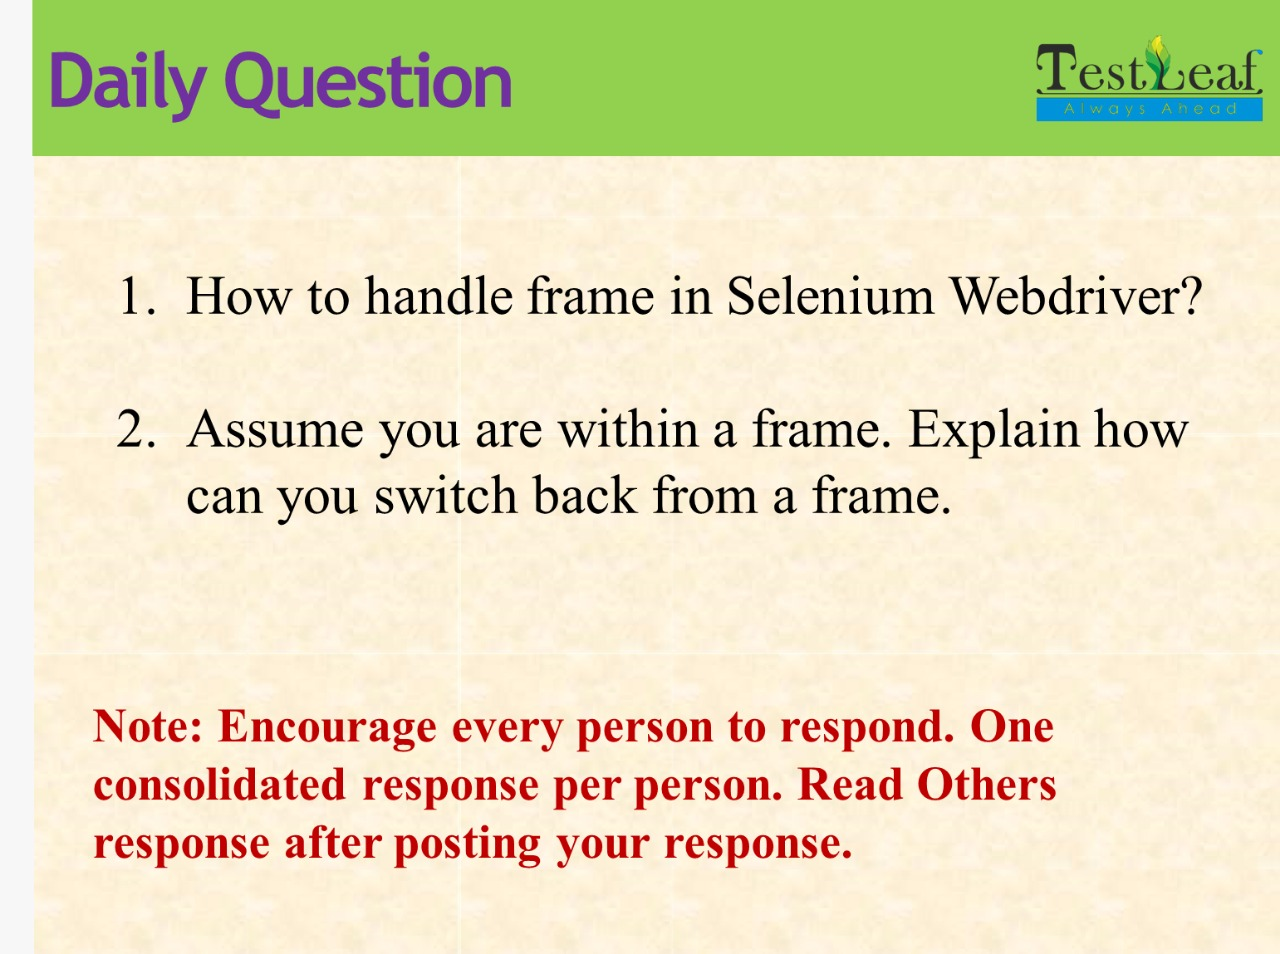 Daily Question
TestLeaf
Always Ahead
1. How to handle frame in Selenium Webdriver?
2. Assume you are within a frame. Explain how
can you switch back from a frame.
Note: Encourage every person to respond. One
consolidated response per person. Read Others
response after posting your response.